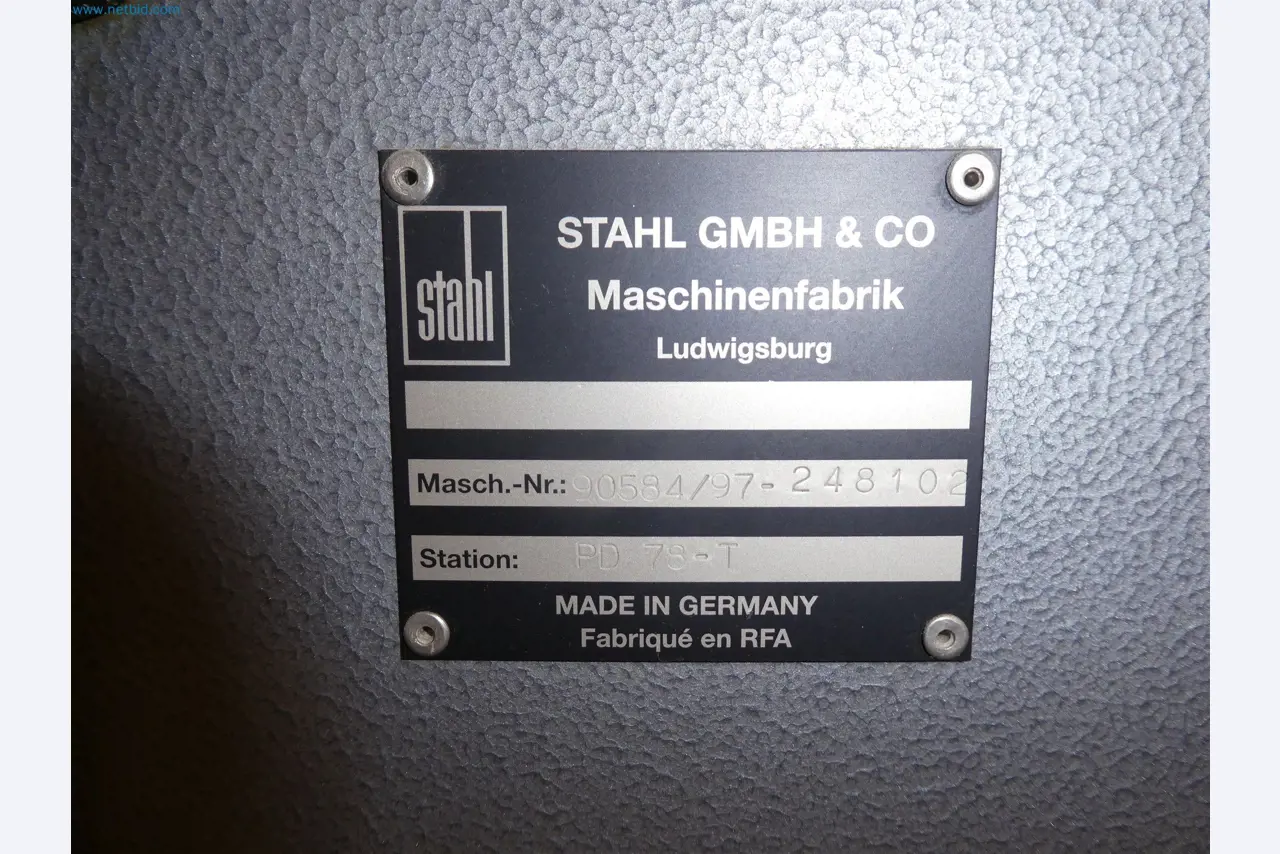 www.netbid.com
stahl
STAHL GMBH & CO
Maschinenfabrik
Ludwigsburg
Masch.-Nr.: 90584/97-248102
Station: PD 78-T
MADE IN GERMANY
Fabriqué en RFA